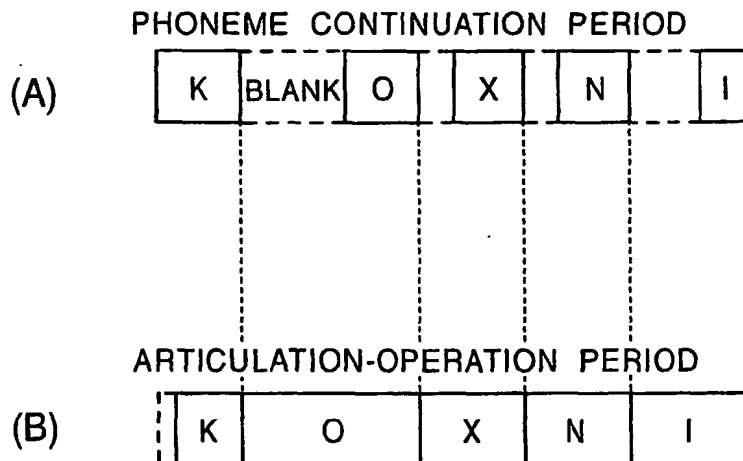 PHONEME CONTINUATION PERIOD
(A) K BLANK O X N I
ARTICULATION-OPERATION PERIOD
(B) K O X N I